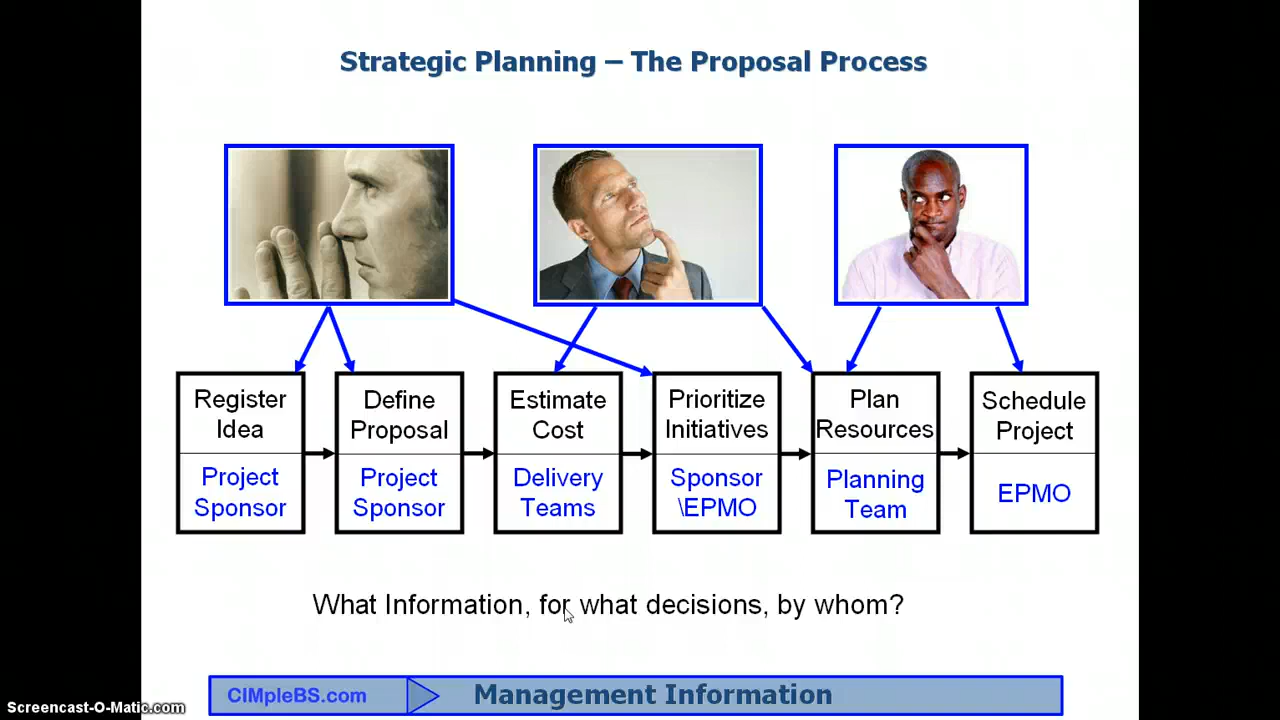 Strategic Planning – The Proposal Process
Register
Idea
Project
Sponsor
Define
Proposal
Project
Sponsor
Estimate
Cost
Delivery
Teams
Prioritize
Initiatives
Sponsor
\EPMO
Plan
Resources
Planning
Team
Schedule
Project
EPMO
What Information, for what decisions, by whom?
CIMpleBS.com
Management Information
Screencast-O-Matic.com